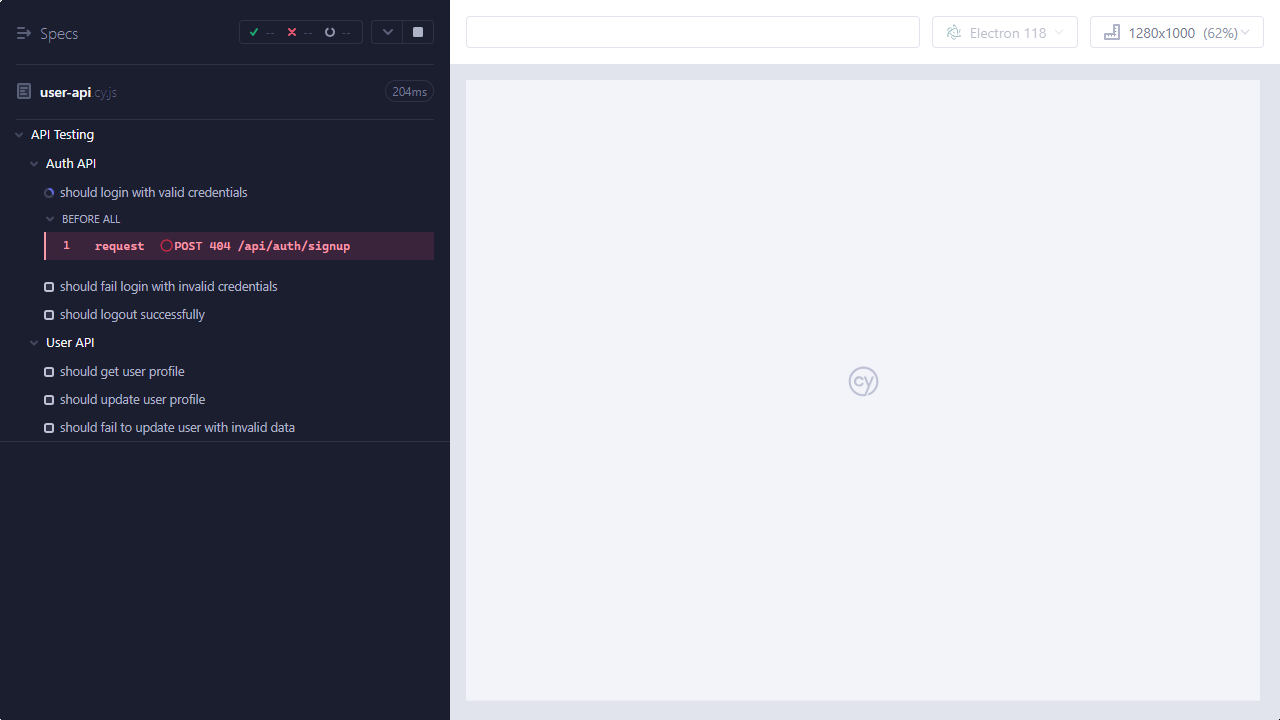 Specs
-- -- --
Electron 118
1280x1000 (62%)
user-api.cy.js
204ms
API Testing
Auth API
should login with valid credentials
BEFORE ALL
1 request POST 404 /api/auth/signup
should fail login with invalid credentials
should logout successfully
User API
should get user profile
should update user profile
should fail to update user with invalid data
cy